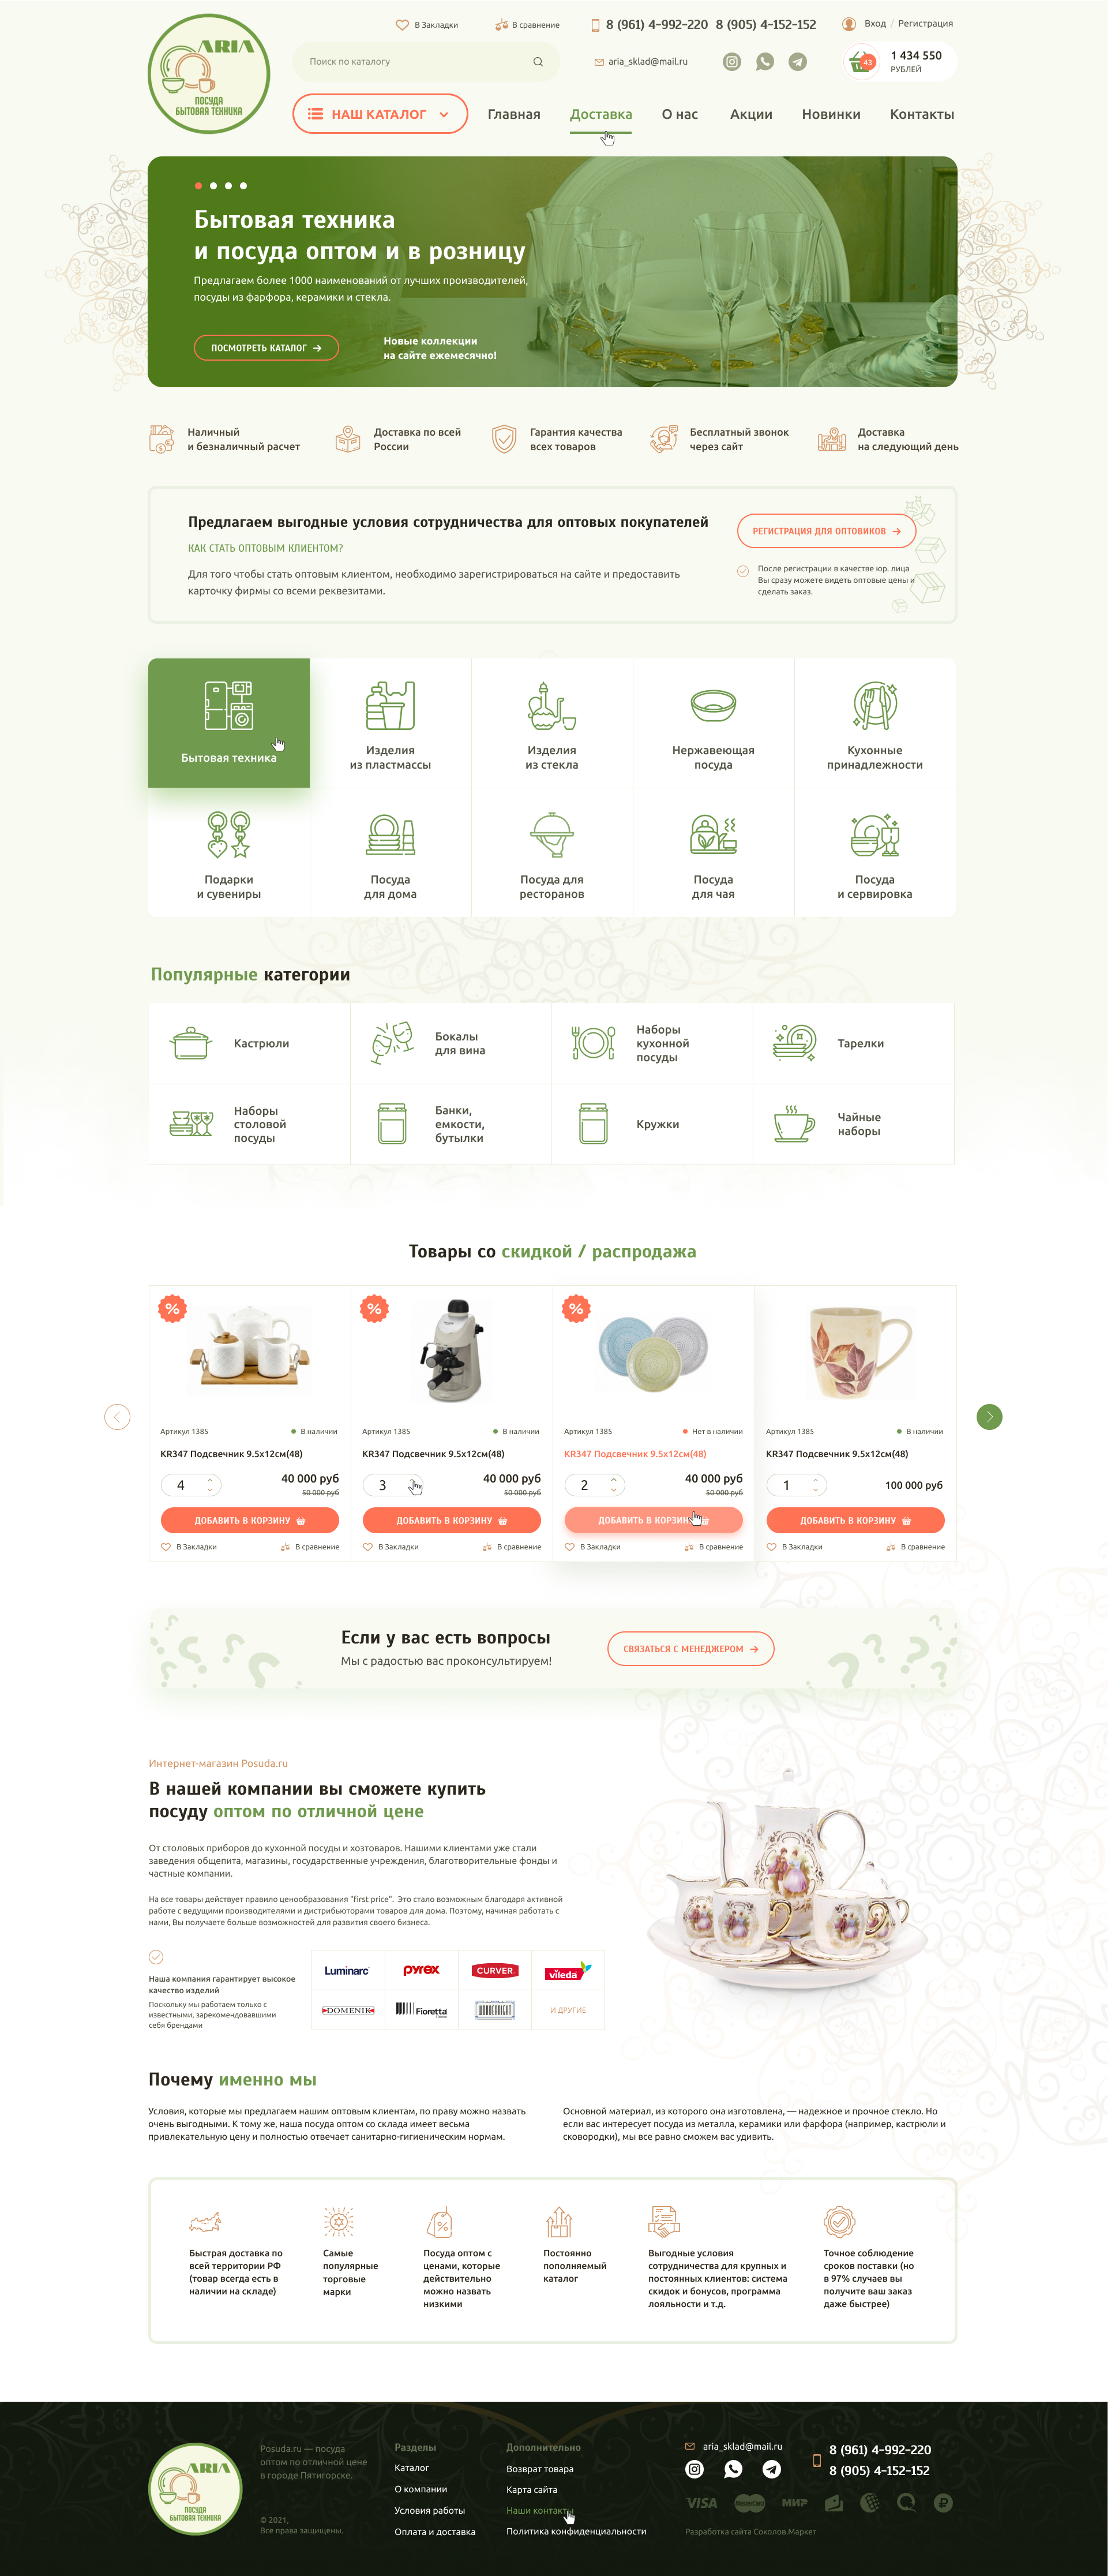 ARIA
ПОСУДА
БЫТОВАЯ ТЕХНИКА
В Закладки
В сравнение
8 (961) 4-992-220 8 (905) 4-152-152
Вход / Регистрация
Поиск по каталогу
aria_sklad@mail.ru
43
1 434 550
РУБЛЕЙ
НАШ КАТАЛОГ
Главная
Доставка
О нас
Акции
Новинки
Контакты
Бытовая техника
и посуда оптом и в розницу
Предлагаем более 1000 наименований от лучших производителей,
посуды из фарфора, керамики и стекла.
ПОСМОТРЕТЬ КАТАЛОГ
Новые коллекции
на сайте ежемесячно!
Наличный
и безналичный расчет
Доставка по всей
России
Гарантия качества
всех товаров
Бесплатный звонок
через сайт
Доставка
на следующий день
Предлагаем выгодные условия сотрудничества для оптовых покупателей
КАК СТАТЬ ОПТОВЫМ КЛИЕНТОМ?
Для того чтобы стать оптовым клиентом, необходимо зарегистрироваться на сайте и предоставить
карточку фирмы со всеми реквезитами.
РЕГИСТРАЦИЯ ДЛЯ ОПТОВИКОВ
После регистрации в качестве юр. лица
Вы сразу можете видеть оптовые цены и
сделать заказ.
Бытовая техника
Изделия
из пластмассы
Изделия
из стекла
Нержавеющая
посуда
Кухонные
принадлежности
Подарки
и сувениры
Посуда
для дома
Посуда для
ресторанов
Посуда
для чая
Посуда
и сервировка
Популярные категории
Кастрюли
Бокалы
для вина
Наборы
кухонной
посуды
Тарелки
Наборы
столовой
посуды
Банки,
емкости,
бутылки
Кружки
Чайные
наборы
Товары со скидкой / распродажа
%
Артикул 1385
В наличии
KR347 Подсвечник 9.5х12см(48)
4
40 000 руб
50 000 руб
ДОБАВИТЬ В КОРЗИНУ
В Закладки
В сравнение
%
Артикул 1385
В наличии
KR347 Подсвечник 9.5х12см(48)
3
40 000 руб
50 000 руб
ДОБАВИТЬ В КОРЗИНУ
В Закладки
В сравнение
%
Артикул 1385
Нет в наличии
KR347 Подсвечник 9.5х12см(48)
2
40 000 руб
50 000 руб
ДОБАВИТЬ В КОРЗИНУ
В Закладки
В сравнение
Артикул 1385
В наличии
KR347 Подсвечник 9.5х12см(48)
1
100 000 руб
ДОБАВИТЬ В КОРЗИНУ
В Закладки
В сравнение
Если у вас есть вопросы
Мы с радостью вас проконсультируем!
СВЯЗАТЬСЯ С МЕНЕДЖЕРОМ
Интернет-магазин Posuda.ru
В нашей компании вы сможете купить
посуду оптом по отличной цене
От столовых приборов до кухонной посуды и хозтоваров. Нашими клиентами уже стали
заведения общепита, магазины, государственные учреждения, благотворительные фонды и
частные компании.
На все товары действует правило ценообразования "first price". Это стало возможным благодаря активной
работе с ведущими производителями и дистрибьюторами товаров для дома. Поэтому, начиная работать с
нами, Вы получаете больше возможностей для развития своего бизнеса.
Наша компания гарантирует высокое
качество изделий
Поскольку мы работаем только с
известными, зарекомендовавшими
себя брендами
Luminarc
pyrex
CURVER
vileda
DOMENIK
Fioretta
WONDERNIGHT
И ДРУГИЕ
Почему именно мы
Условия, которые мы предлагаем нашим оптовым клиентам, по праву можно назвать
очень выгодными. К тому же, наша посуда оптом со склада имеет весьма
привлекательную цену и полностью отвечает санитарно-гигиеническим нормам.
Основной материал, из которого она изготовлена, — надежное и прочное стекло. Но
если вас интересует посуда из металла, керамики или фарфора (например, кастрюли и
сковородки), мы все равно сможем вас удивить.
Быстрая доставка по
всей территории РФ
(товар всегда есть в
наличии на складе)
Самые
популярные
торговые
марки
Посуда оптом с
ценами, которые
действительно
можно назвать
низкими
Постоянно
пополняемый
каталог
Выгодные условия
сотрудничества для крупных и
постоянных клиентов: система
скидок и бонусов, программа
лояльности и т.д.
Точное соблюдение
сроков поставки (но
в 97% случаев вы
получите ваш заказ
даже быстрее)
ARIA
ПОСУДА
БЫТОВАЯ ТЕХНИКА
Posuda.ru — посуда
оптом по отличной цене
в городе Пятигорске.
© 2021,
Все права защищены.
Разделы
Каталог
О компании
Условия работы
Оплата и доставка
Дополнительно
Возврат товара
Карта сайта
Наши контакты
Политика конфиденциальности
aria_sklad@mail.ru
8 (961) 4-992-220
8 (905) 4-152-152
VISA
MasterCard
МИР
Разработка сайта Соколов.Маркет